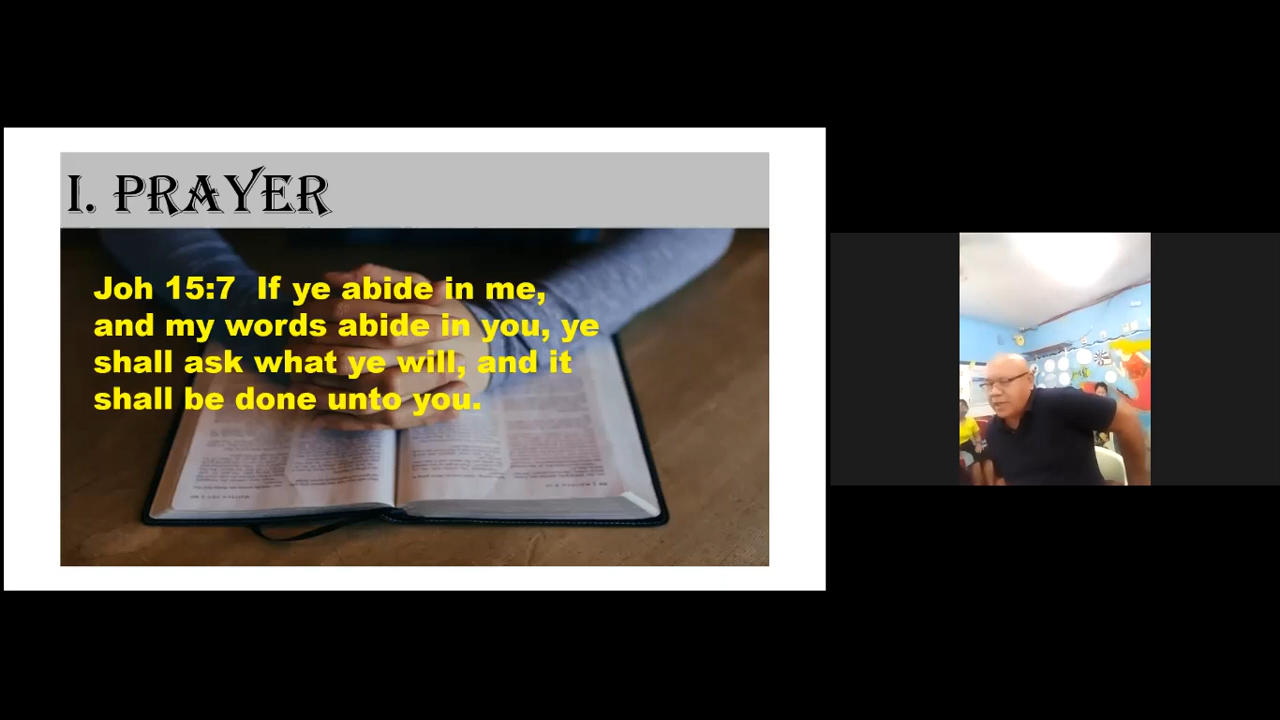 I. PRAYER
Joh 15:7  If ye abide in me,
and my words abide in you, ye
shall ask what ye will, and it
shall be done unto you.